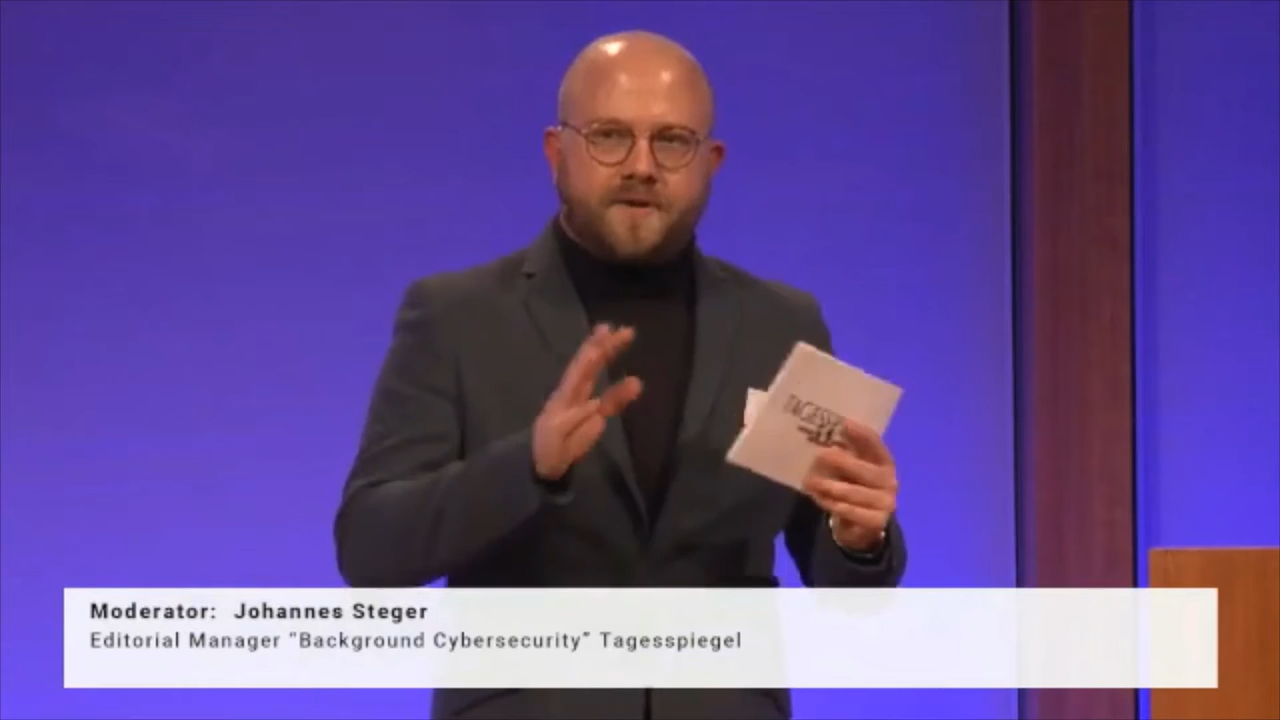 Moderator: Johannes Steger
Editorial Manager “Background Cybersecurity” Tagesspiegel